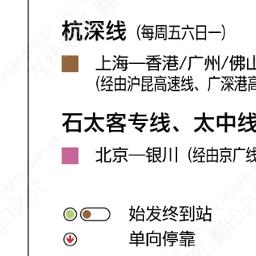 杭深线（每周五六日一）
上海—香港/广州/佛山
（经由沪昆高速线、广深港高
石太客专线、太中线
北京—银川（经由京广线
始发终到站
单向停靠